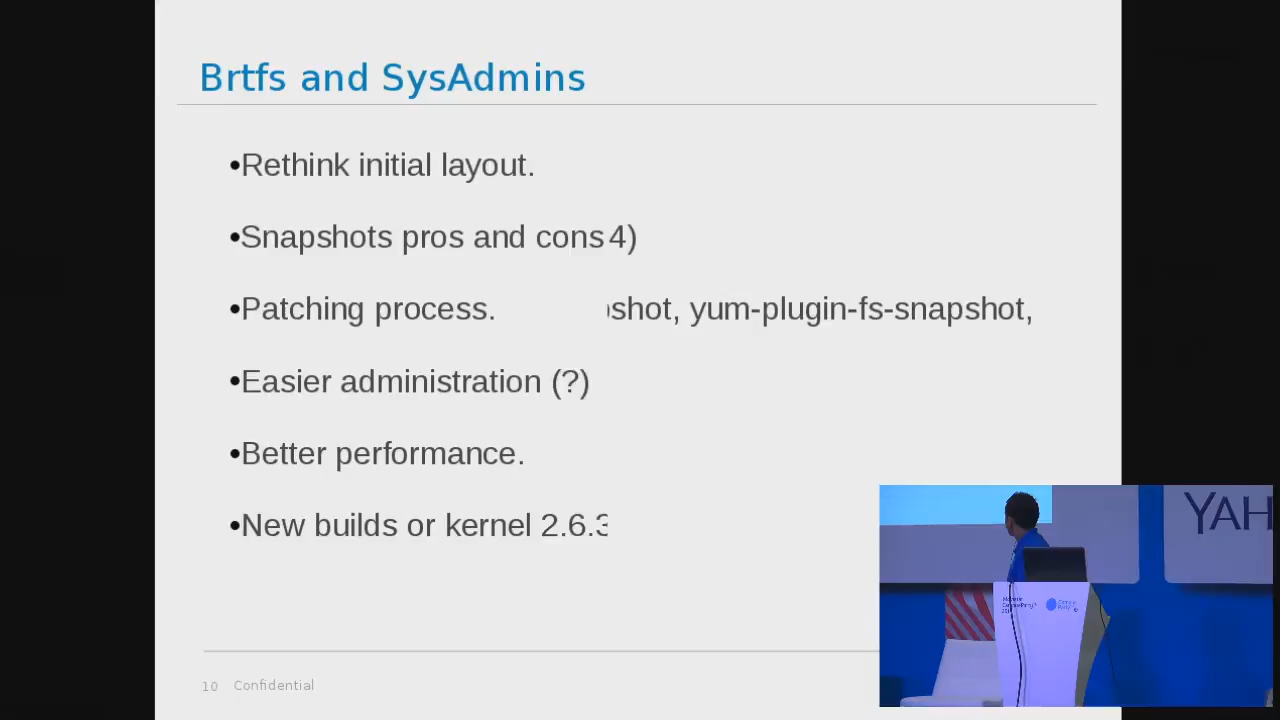 Brtfs and SysAdmins
•Rethink initial layout.
•Snapshots pros and cons 4)
•Patching process. shot, yum-plugin-fs-snapshot,
•Easier administration (?)
•Better performance.
•New builds or kernel 2.6.3
10 Confidential
YAH